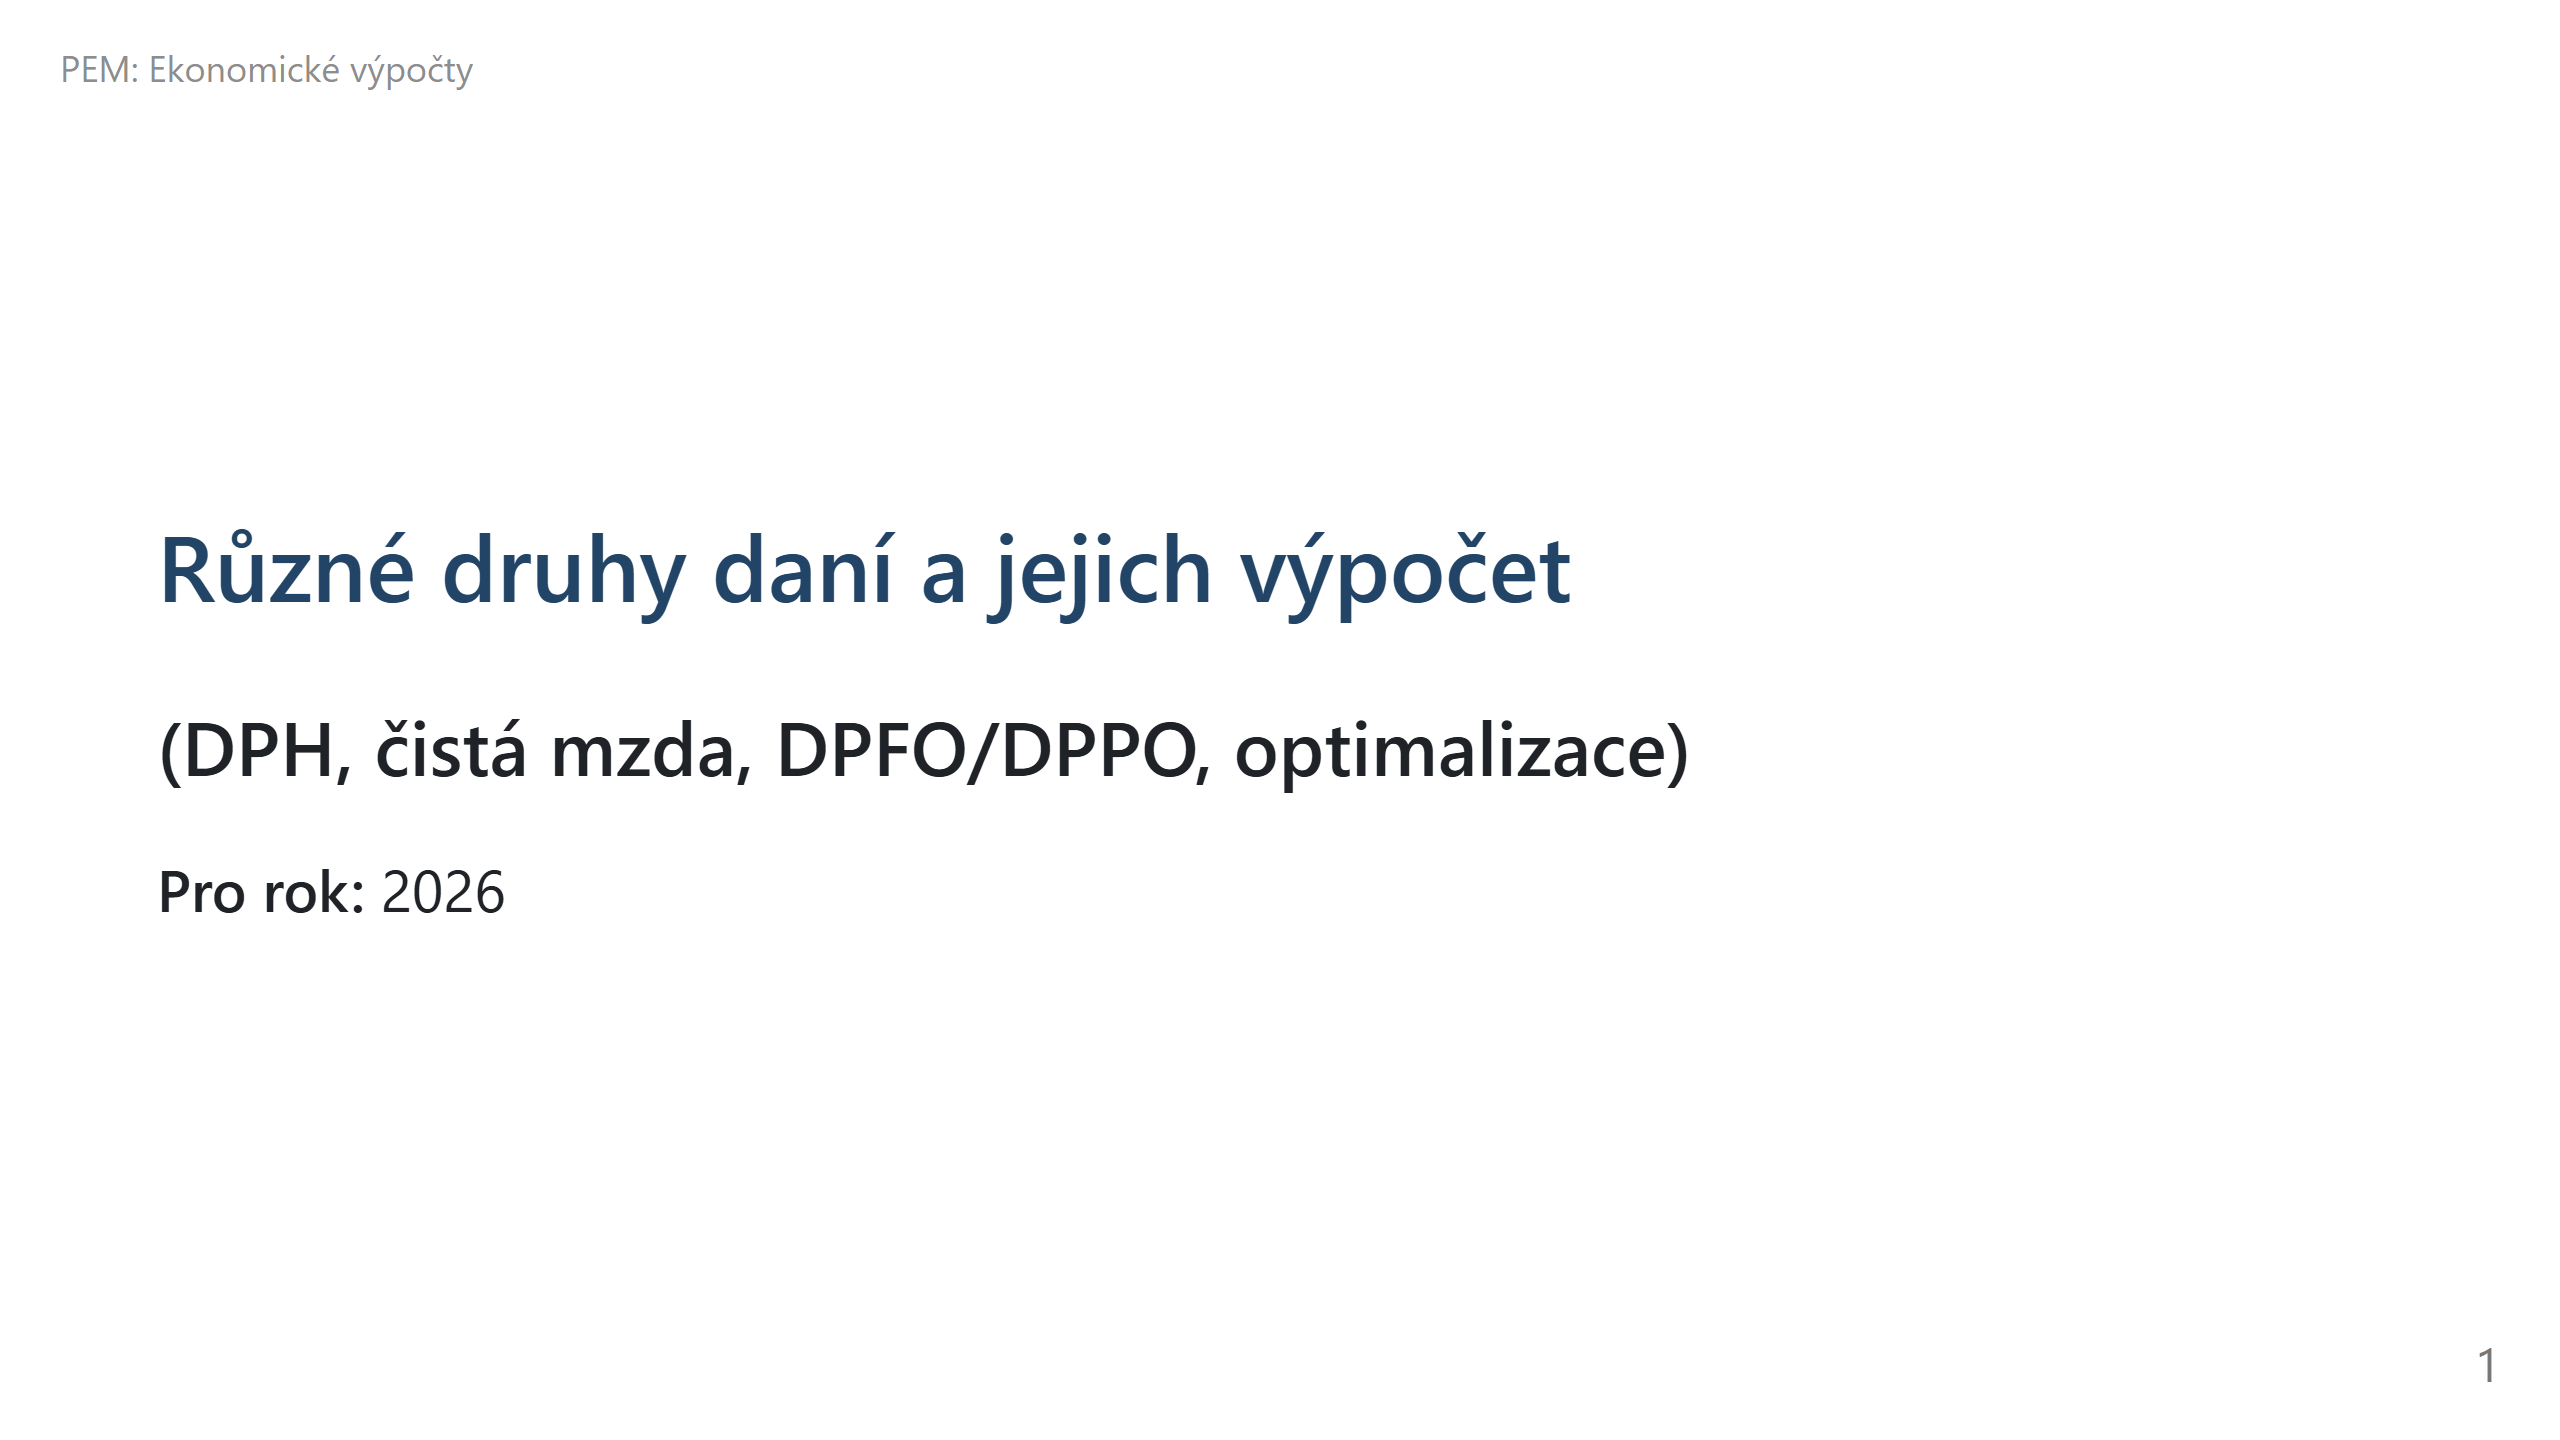 PEM: Ekonomické výpočty
Různé druhy daní a jejich výpočet
(DPH, čistá mzda, DPFO/DPPO, optimalizace)
Pro rok: 2026
1